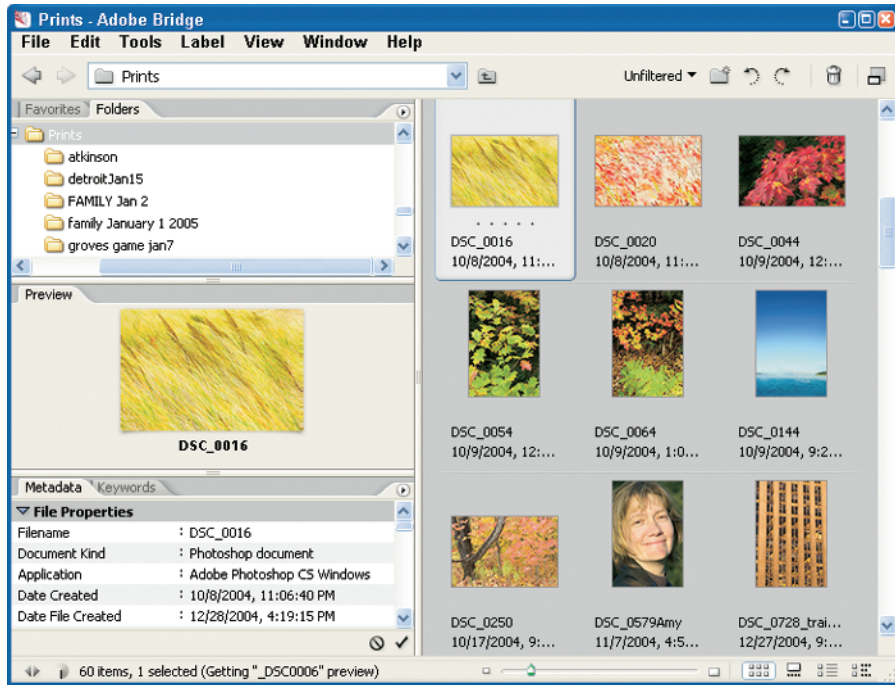 Prints - Adobe Bridge
File Edit Tools Label View Window Help
Prints
Unfiltered
Favorites Folders
Prints
atkinson
detroitJan15
FAMILY Jan 2
family January 1 2005
groves game jan7
Preview
DSC_0016
Metadata Keywords
File Properties
Filename : DSC_0016
Document Kind : Photoshop document
Application : Adobe Photoshop CS Windows
Date Created : 10/8/2004, 11:06:40 PM
Date File Created : 12/28/2004, 4:19:15 PM
DSC_0016 DSC_0020 DSC_0044
10/8/2004, 11:... 10/8/2004, 11:... 10/9/2004, 12:...
DSC_0054 DSC_0064 DSC_0144
10/9/2004, 12:... 10/9/2004, 1:0... 10/9/2004, 9:2...
DSC_0250 DSC_0579Amy DSC_0728_trai...
10/17/2004, 9:... 11/7/2004, 4:5... 12/27/2004, 9:...
60 items, 1 selected (Getting "_DSC0006" preview)